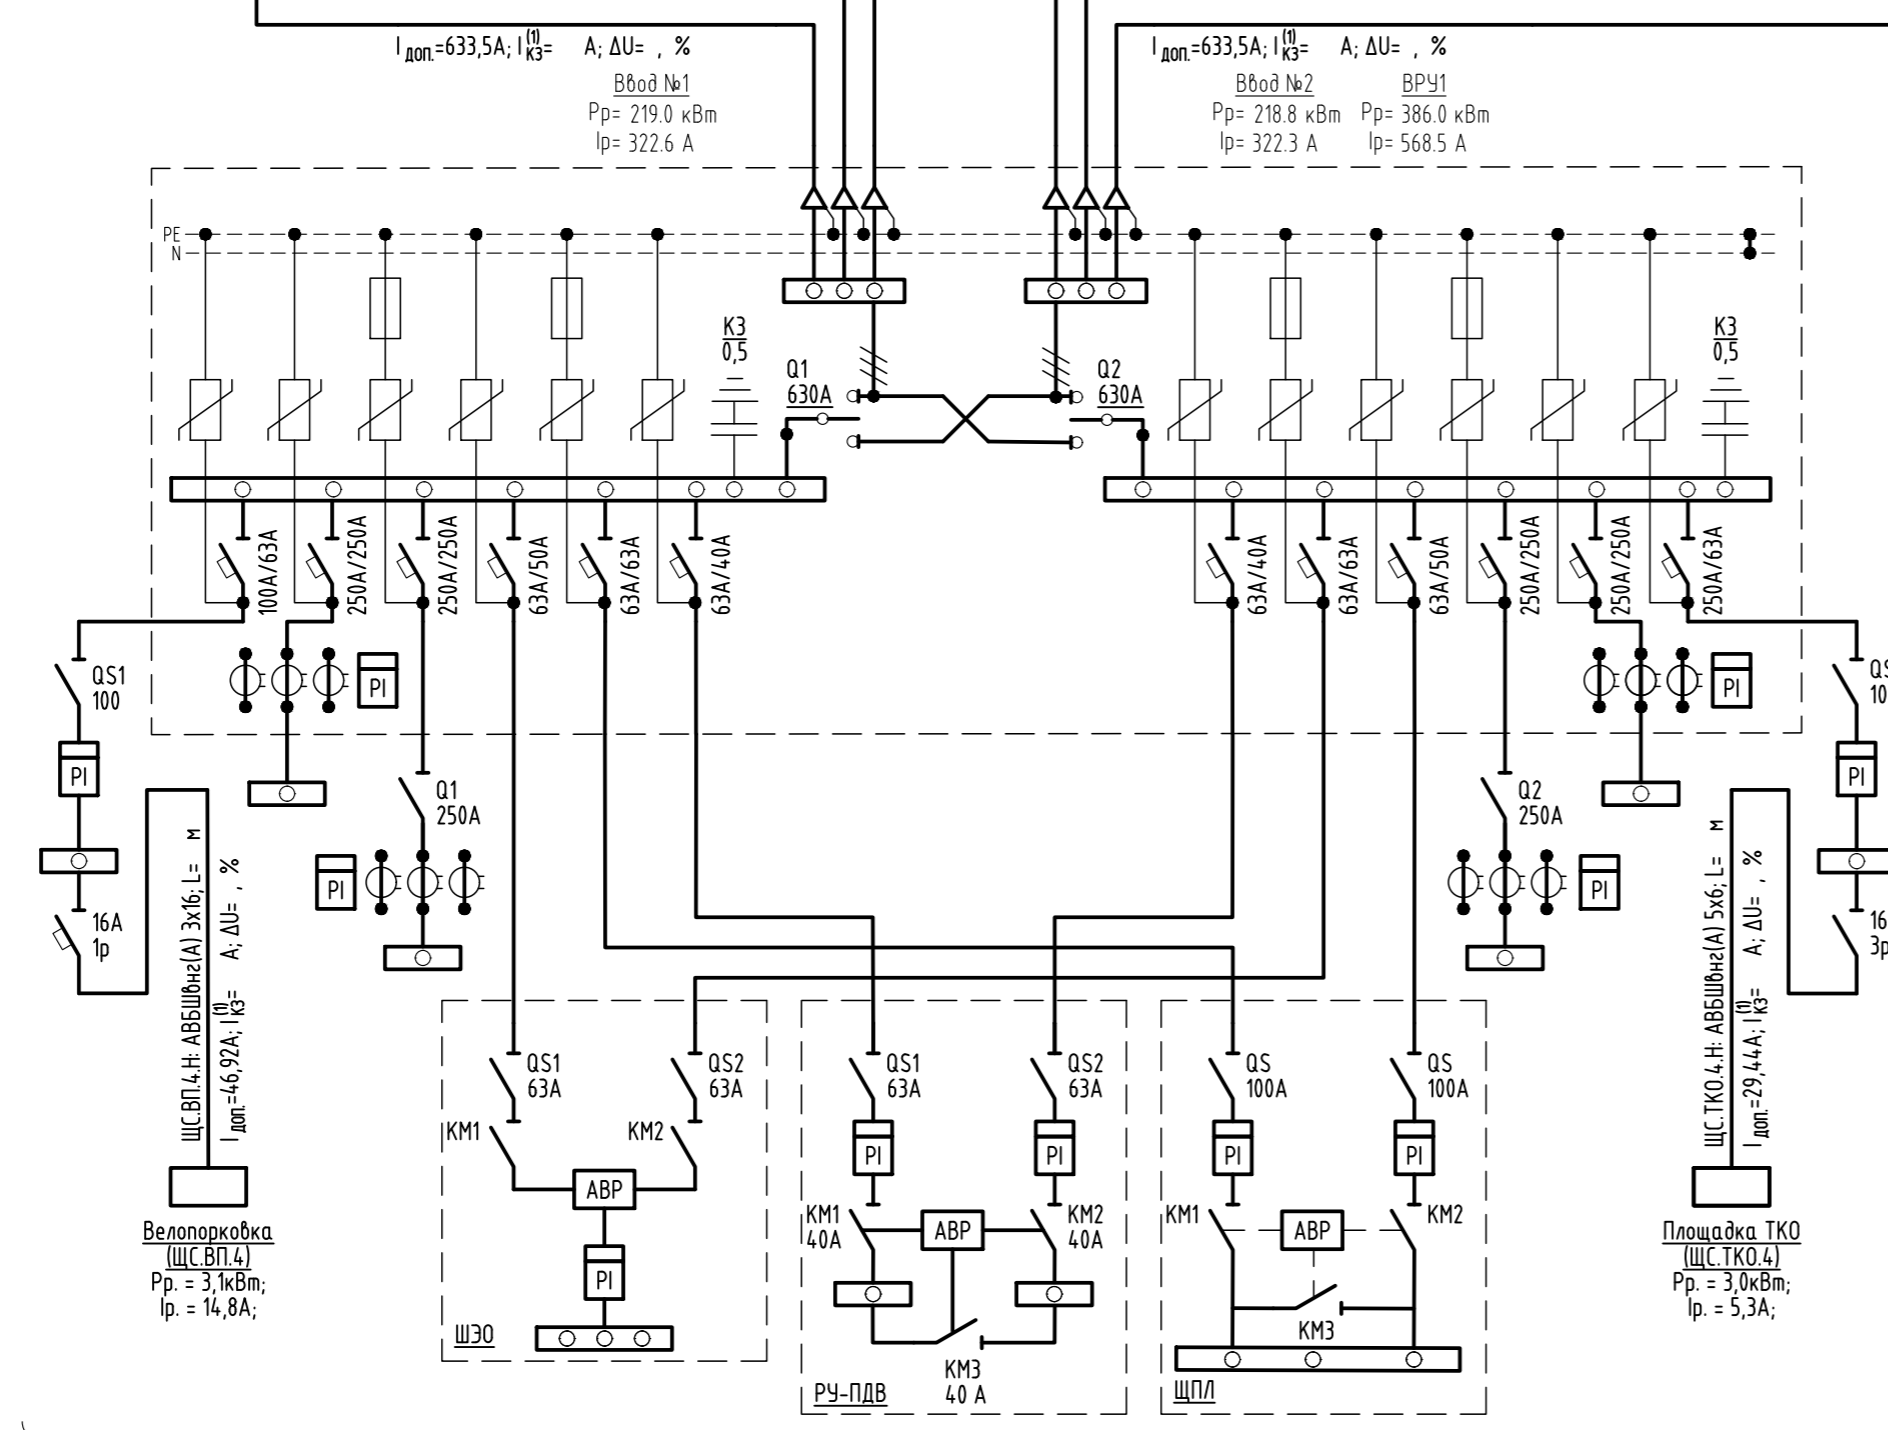 I доп.=633,5А; I(1)КЗ= А; ΔU= , %
I доп.=633,5А; I(1)КЗ= А; ΔU= , %
Ввод №1
Рр= 219.0 кВт
Iр= 322.6 А
Ввод №2
Рр= 218.8 кВт
Iр= 322.3 А
ВРУ1
Рр= 386.0 кВт
Iр= 568.5 А
PE
N
К3
0,5
Q1
630А
Q2
630А
К3
0,5
100А/63А
250А/250А
250А/250А
63А/50А
63А/63А
63А/40А
63А/40А
63А/63А
63А/50А
250А/250А
250А/250А
250А/63А
QS1
100
PI
PI
QS
10
PI
PI
Q1
250А
PI
Q2
250А
PI
16А
1р
16
3р
ЩС.ВП.4.Н: АВБШвнг(А) 3х16; L= м
I доп.=46,92А; I(1)КЗ= А; ΔU= , %
ЩС.ТКО.4.Н: АВБШвнг(А) 5х6; L= м
I доп.=29,44А; I(1)КЗ= А; ΔU= , %
Велопорковка
(ЩС.ВП.4)
Рр. = 3,1кВт;
Iр. = 14,8А;
QS1
63А
QS2
63А
КМ1
КМ2
АВР
PI
ШЭО
QS1
63А
QS2
63А
PI
PI
КМ1
40А
АВР
КМ2
40А
КМ3
40 А
РУ-ПДВ
QS
100А
QS
100А
PI
PI
КМ1
АВР
КМ2
КМ3
ЩПЛ
Площадка ТКО
(ЩС.ТКО.4)
Рр. = 3,0кВт;
Iр. = 5,3А;